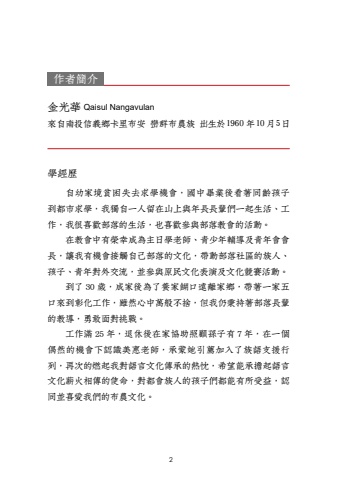 作者簡介
金光華 Qaisul Nangavulan
來自南投信義鄉卡里布安 巒群布農族 出生於1960 年10 月5 日
學經歷
自幼家境貧困失去求學機會，國中畢業後看著同齡孩子
到都市求學，我獨自一人留在山上與年長長輩們一起生活、工
作，我很喜歡部落的生活，也喜歡參與部落教會的活動。
在教會中有榮幸成為主日學老師、青少年輔導及青年會會
長，讓我有機會接觸自己部落的文化，帶動部落社區的族人、
孩子、青年對外交流，並參與原民文化表演及文化競賽活動。
到了 30 歲，成家後為了養家餬口遠離家鄉，帶著一家五
口來到彰化工作，雖然心中萬般不捨，但我仍秉持著部落長輩
的教導，勇敢面對挑戰。
工作滿 25 年，退休後在家協助照顧孫子有 7 年，在一個
偶然的機會下認識美惠老師，承蒙她引薦加入了族語支援行
列，再次的燃起我對語言文化傳承的熱忱，希望能承擔起語言
文化薪火相傳的使命，對都會族人的孩子們都能有所受益，認
同並喜愛我們的布農文化。
2